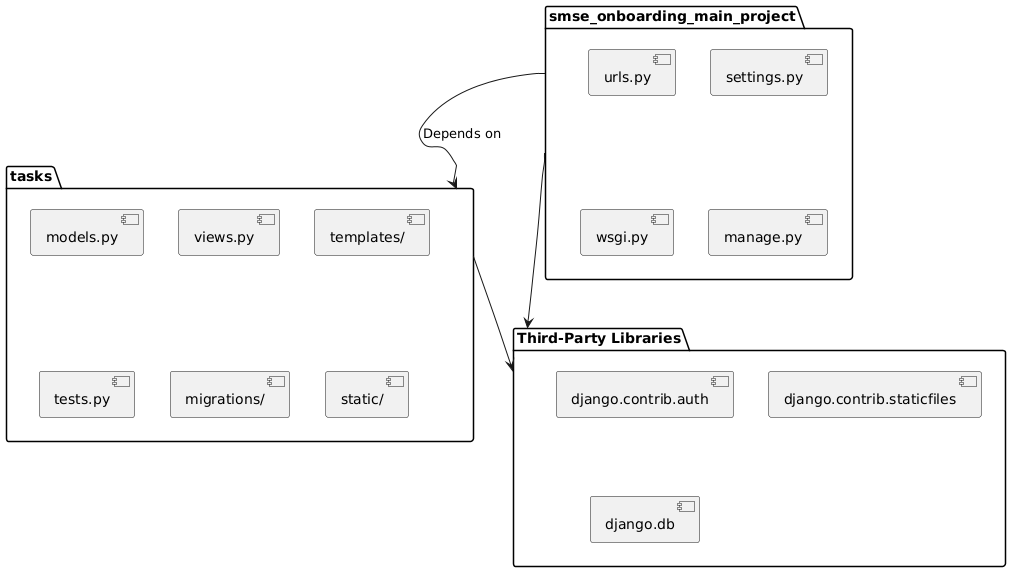 smse_onboarding_main_project
urls.py
settings.py
Depends on
tasks
models.py
views.py
templates/
wsgi.py
manage.py
Third-Party Libraries
tests.py
migrations/
static/
django.contrib.auth
django.contrib.staticfiles
django.db